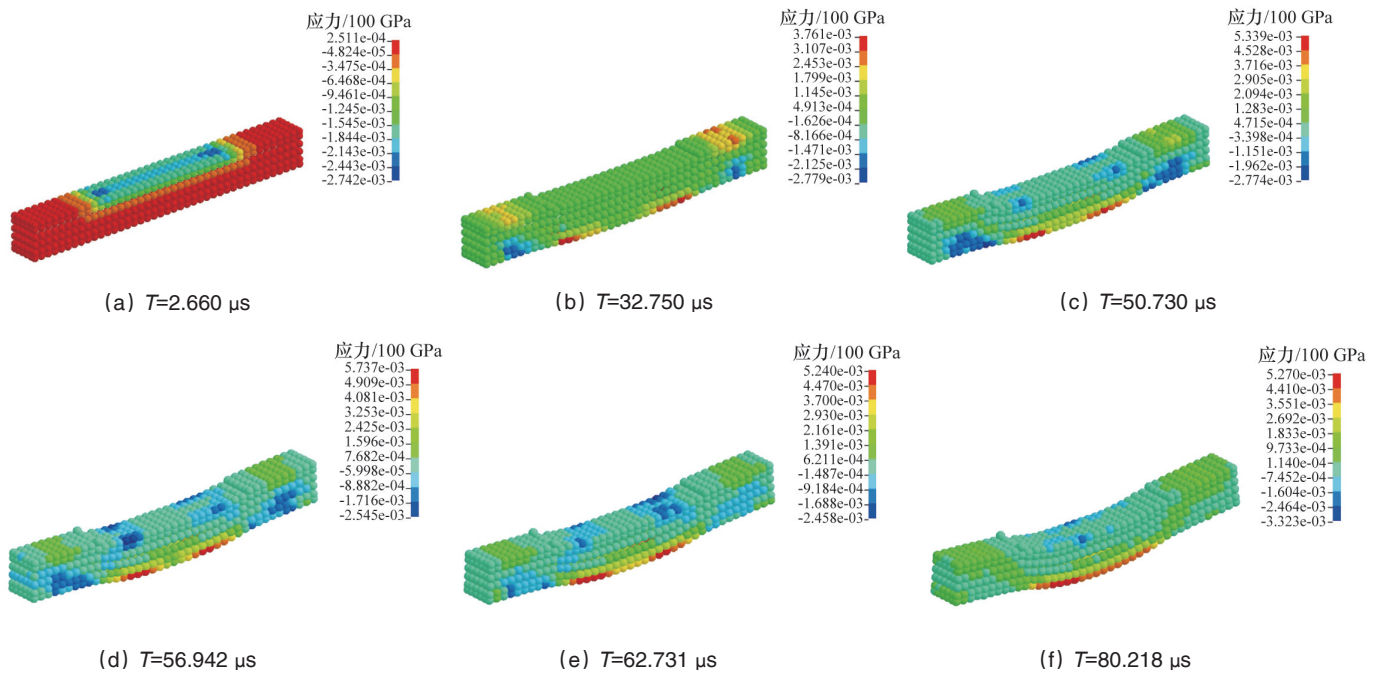 应力/100 GPa
2.511e-04
-4.824e-05
-3.475e-04
-6.468e-04
-9.461e-04
-1.245e-03
-1.545e-03
-1.844e-03
-2.143e-03
-2.443e-03
-2.742e-03
(a) T=2.660 μs
应力/100 GPa
3.761e-03
3.107e-03
2.453e-03
1.799e-03
1.145e-03
4.913e-04
-1.626e-04
-8.166e-04
-1.471e-03
-2.125e-03
-2.779e-03
(b) T=32.750 μs
应力/100 GPa
5.339e-03
4.528e-03
3.716e-03
2.905e-03
2.094e-03
1.283e-03
4.715e-04
-3.398e-04
-1.151e-03
-1.962e-03
-2.774e-03
(c) T=50.730 μs
应力/100 GPa
5.737e-03
4.909e-03
4.081e-03
3.253e-03
2.425e-03
1.596e-03
7.682e-04
-5.998e-05
-8.882e-04
-1.716e-03
-2.545e-03
(d) T=56.942 μs
应力/100 GPa
5.240e-03
4.470e-03
3.700e-03
2.930e-03
2.161e-03
1.391e-03
6.211e-04
-1.487e-04
-9.184e-04
-1.688e-03
-2.458e-03
(e) T=62.731 μs
应力/100 GPa
5.270e-03
4.410e-03
3.551e-03
2.692e-03
1.833e-03
9.733e-04
1.140e-04
-7.452e-04
-1.604e-03
-2.464e-03
-3.323e-03
(f) T=80.218 μs